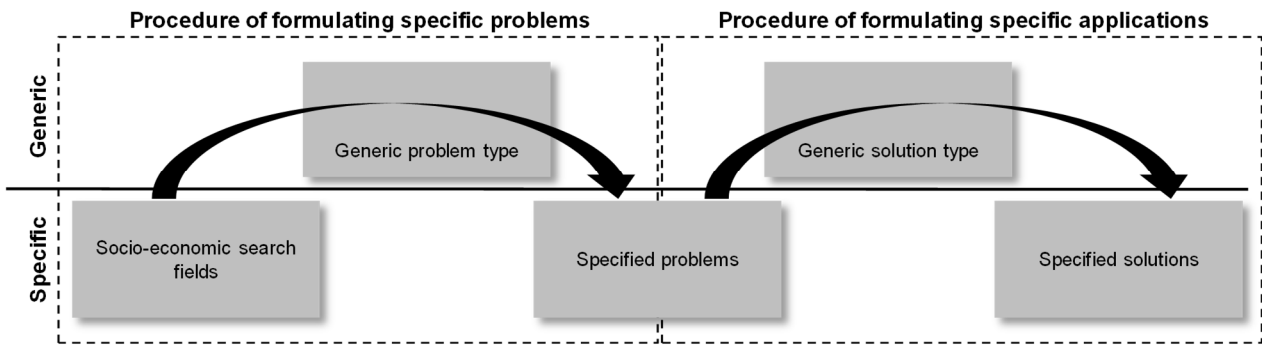 Procedure of formulating specific problems
Procedure of formulating specific applications
Generic
Generic problem type
Generic solution type
Specific
Socio-economic search
fields
Specified problems
Specified solutions